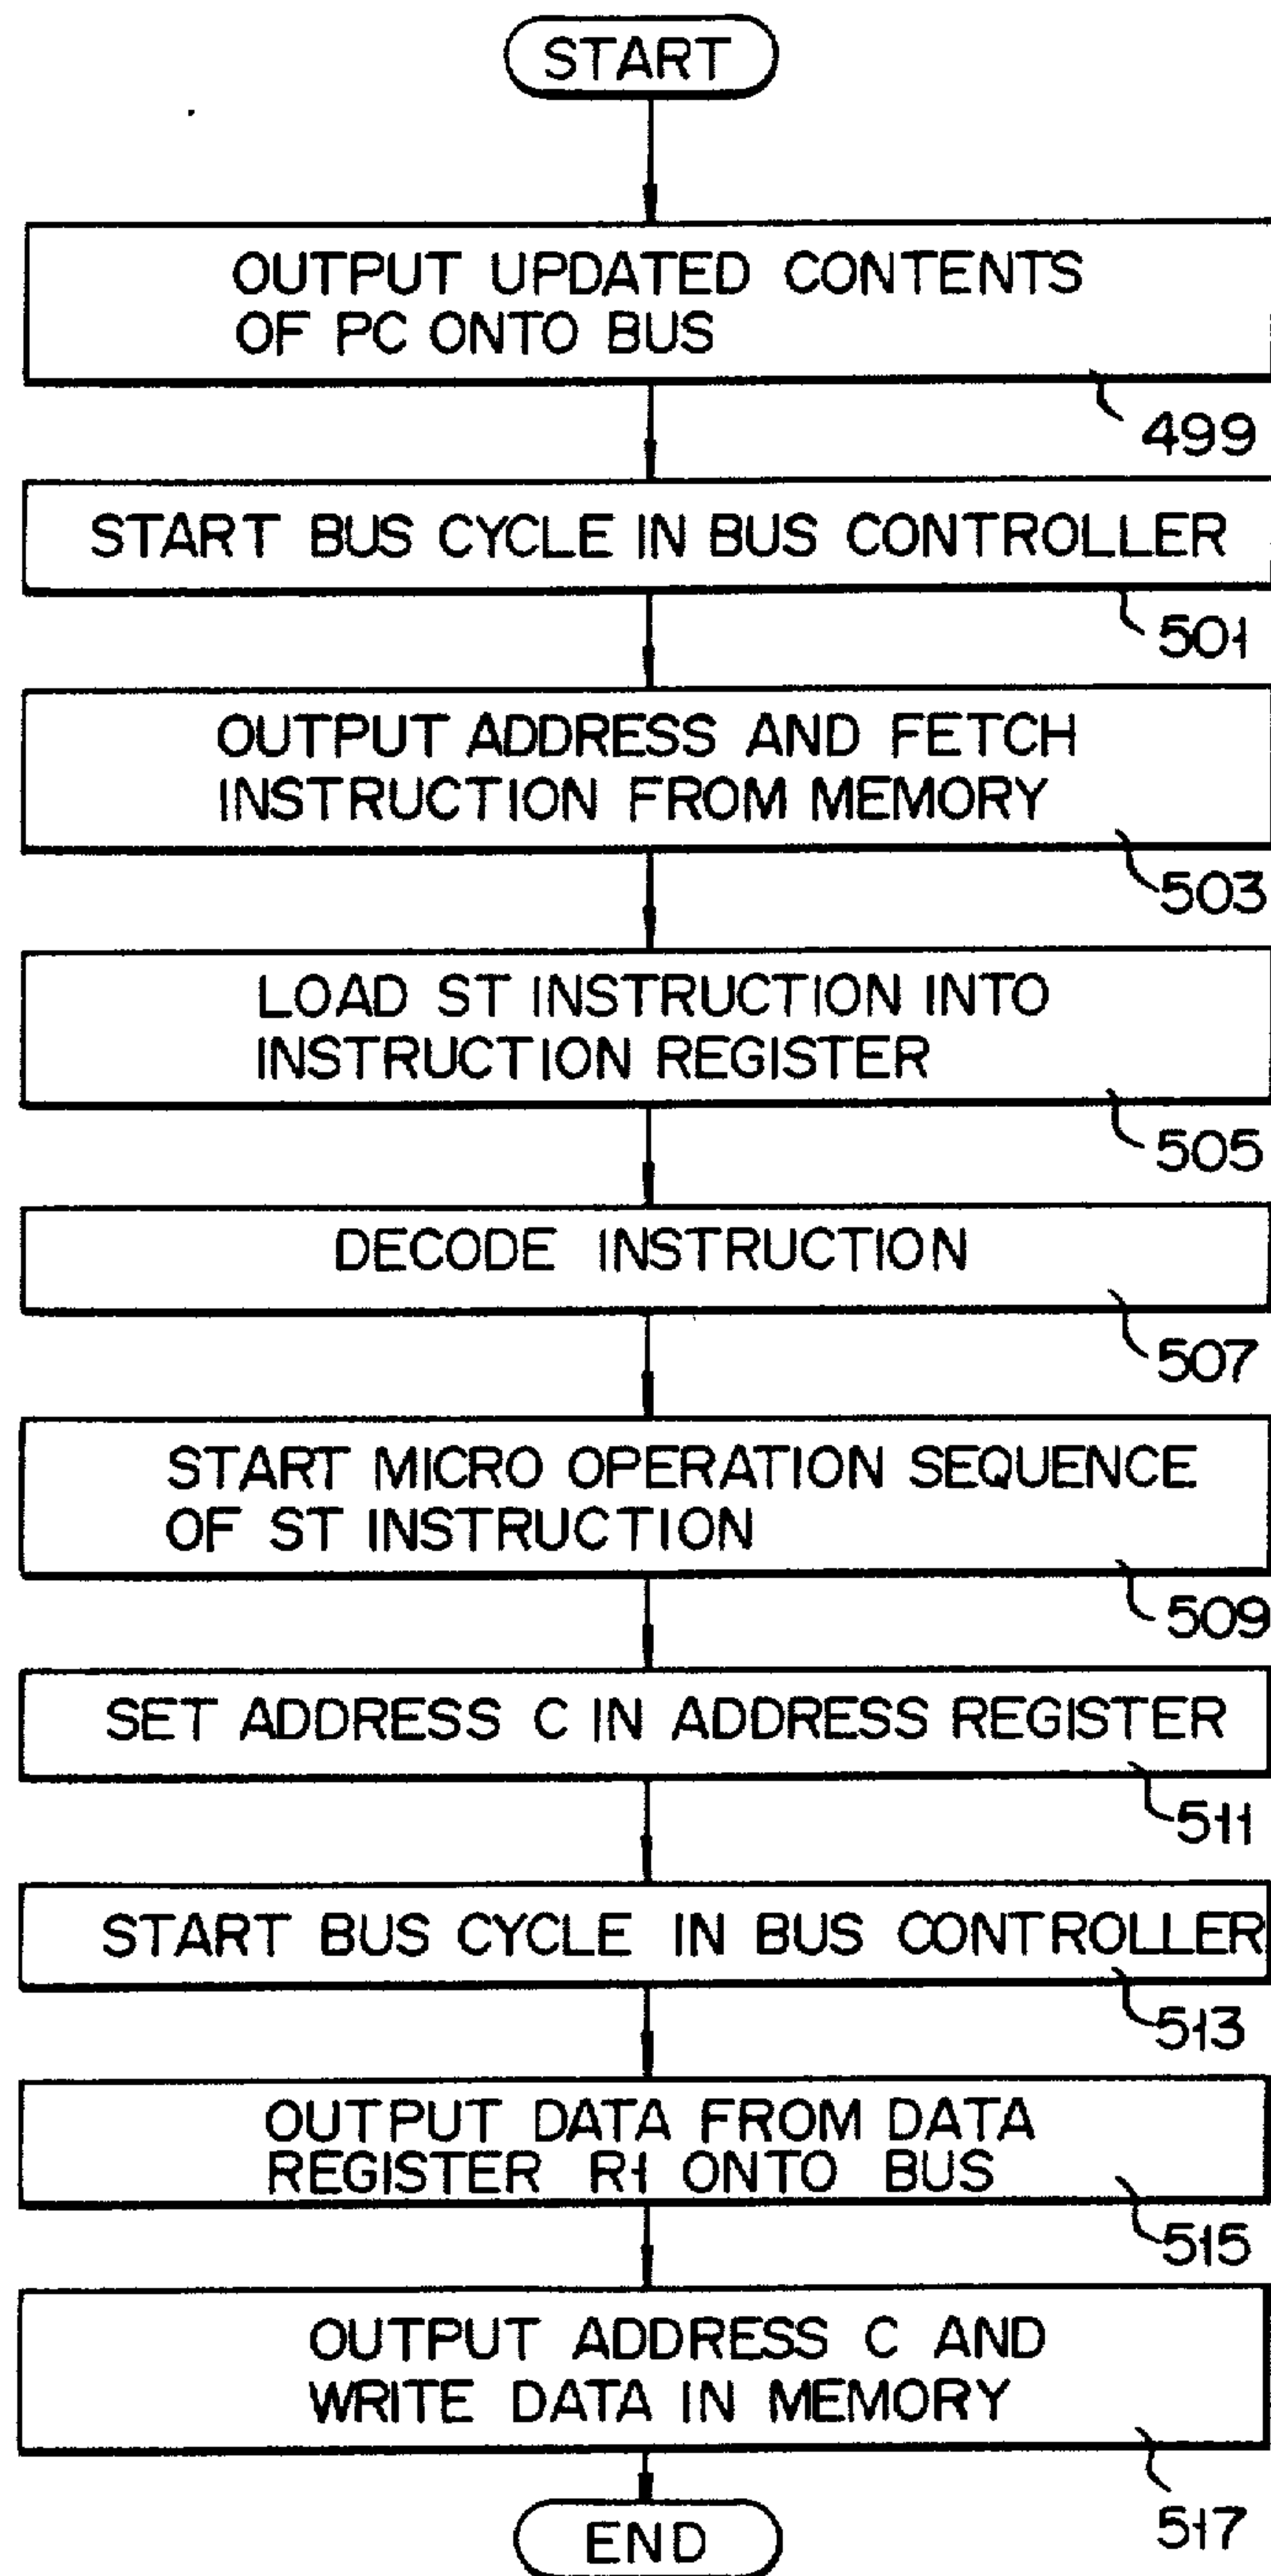 START
OUTPUT UPDATED CONTENTS
OF PC ONTO BUS
499
START BUS CYCLE IN BUS CONTROLLER
501
OUTPUT ADDRESS AND FETCH
INSTRUCTION FROM MEMORY
503
LOAD ST INSTRUCTION INTO
INSTRUCTION REGISTER
505
DECODE INSTRUCTION
507
START MICRO OPERATION SEQUENCE
OF ST INSTRUCTION
509
SET ADDRESS C IN ADDRESS REGISTER
511
START BUS CYCLE IN BUS CONTROLLER
513
OUTPUT DATA FROM DATA
REGISTER R1 ONTO BUS
515
OUTPUT ADDRESS C AND
WRITE DATA IN MEMORY
517
END